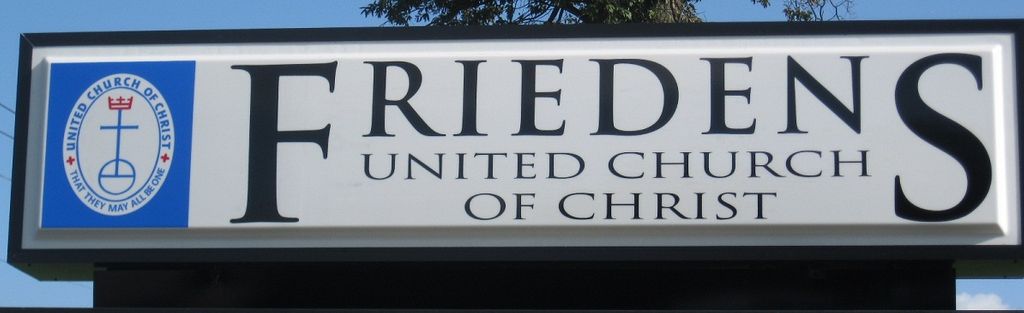 UNITED CHURCH OF CHRIST
THAT THEY MAY ALL BE ONE
FRIEDENS
UNITED CHURCH
OF CHRIST